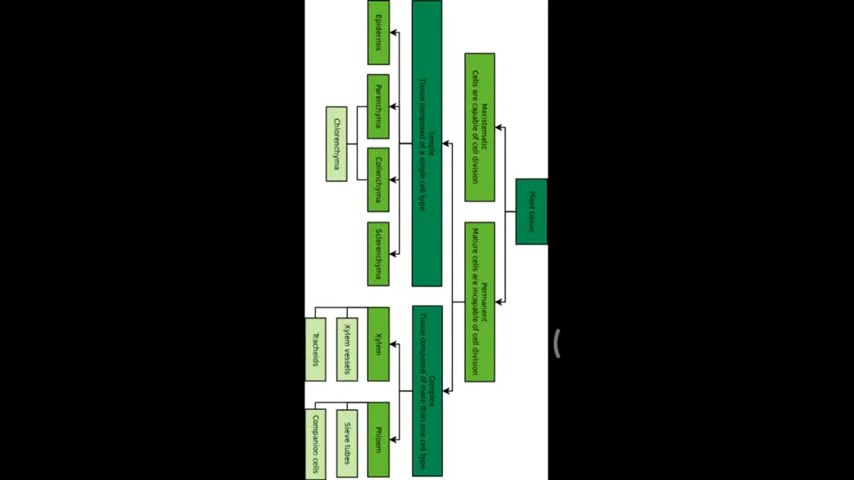 Plant tissue
Meristematic
Cells are capable of cell division
Permanent
Mature cells are incapable of cell division
Simple
Tissue composed of a single cell type.
Complex
Tissue composed of more than one cell type.
Epidermis
Parenchyma
Collenchyma
Sclerenchyma
Xylem
Phloem
Chlorenchyma
Xylem vessels
Sieve tubes
Tracheids
Companion cells